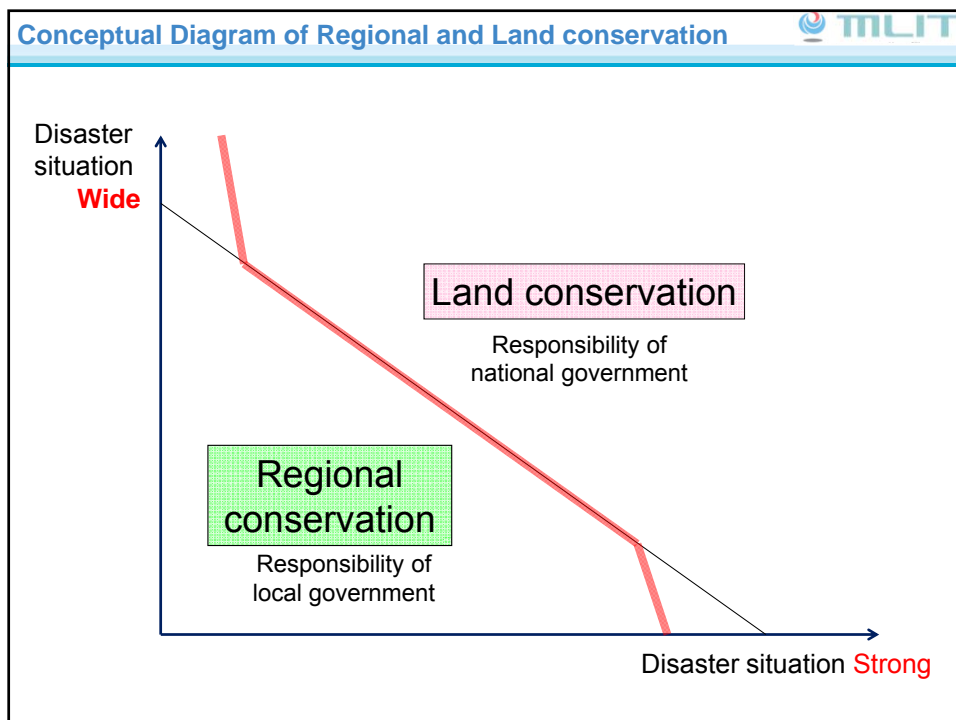 Conceptual Diagram of Regional and Land conservation
MLIT
Disaster
situation
Wide
Land conservation
Responsibility of
national government
Regional
conservation
Responsibility of
local government
Disaster situation Strong